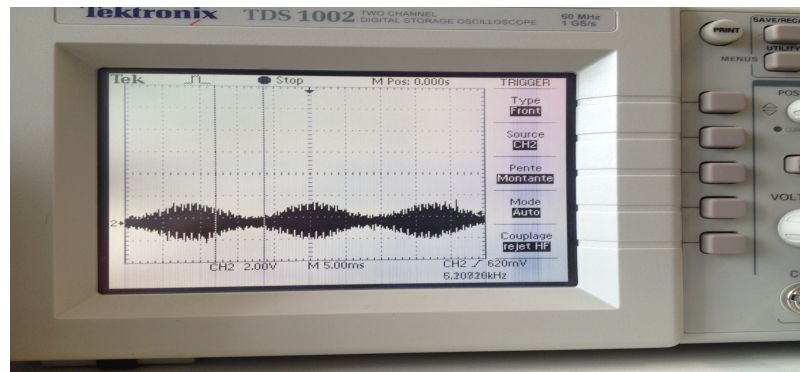 Tektronix TDS 1002 TWO CHANNEL DIGITAL STORAGE OSCILLOSCOPE 60 MHz 1 GS/s
PRINT
SAVE/RECA
UTILITY
MENUS
Tek Stop M Pos: 0.000s TRIGGER
Type
Front
Source
CH2
Pente
Montante
Mode
Auto
Couplage
rejet HF
2
CH2 2.00V M 5.00ms CH2 620mV
POS
VOLT